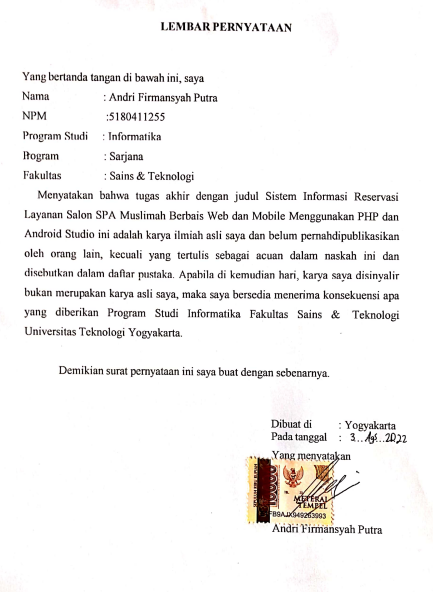 LEMBAR PERNYATAAN
Yang bertanda tangan di bawah ini, saya
Nama : Andri Firmansyah Putra
NPM :5180411255
Program Studi : Informatika
Program : Sarjana
Fakultas : Sains & Teknologi
Menyatakan bahwa tugas akhir dengan judul Sistem Informasi Reservasi
Layanan Salon SPA Muslimah Berbais Web dan Mobile Menggunakan PHP dan
Android Studio ini adalah karya ilmiah asli saya dan belum pernahdipublikasikan
oleh orang lain, kecuali yang tertulis sebagai acuan dalam naskah ini dan
disebutkan dalam daftar pustaka. Apabila di kemudian hari, karya saya disinyalir
bukan merupakan karya asli saya, maka saya bersedia menerima konsekuensi apa
yang diberikan Program Studi Informatika Fakultas Sains & Teknologi
Universitas Teknologi Yogyakarta.
Demikian surat pernyataan ini saya buat dengan sebenarnya.
Dibuat di : Yogyakarta
Pada tanggal : 3...Ags...2022
Yang menyatakan
10000
METERAI
TEMPEL
Andri Firmansyah Putra